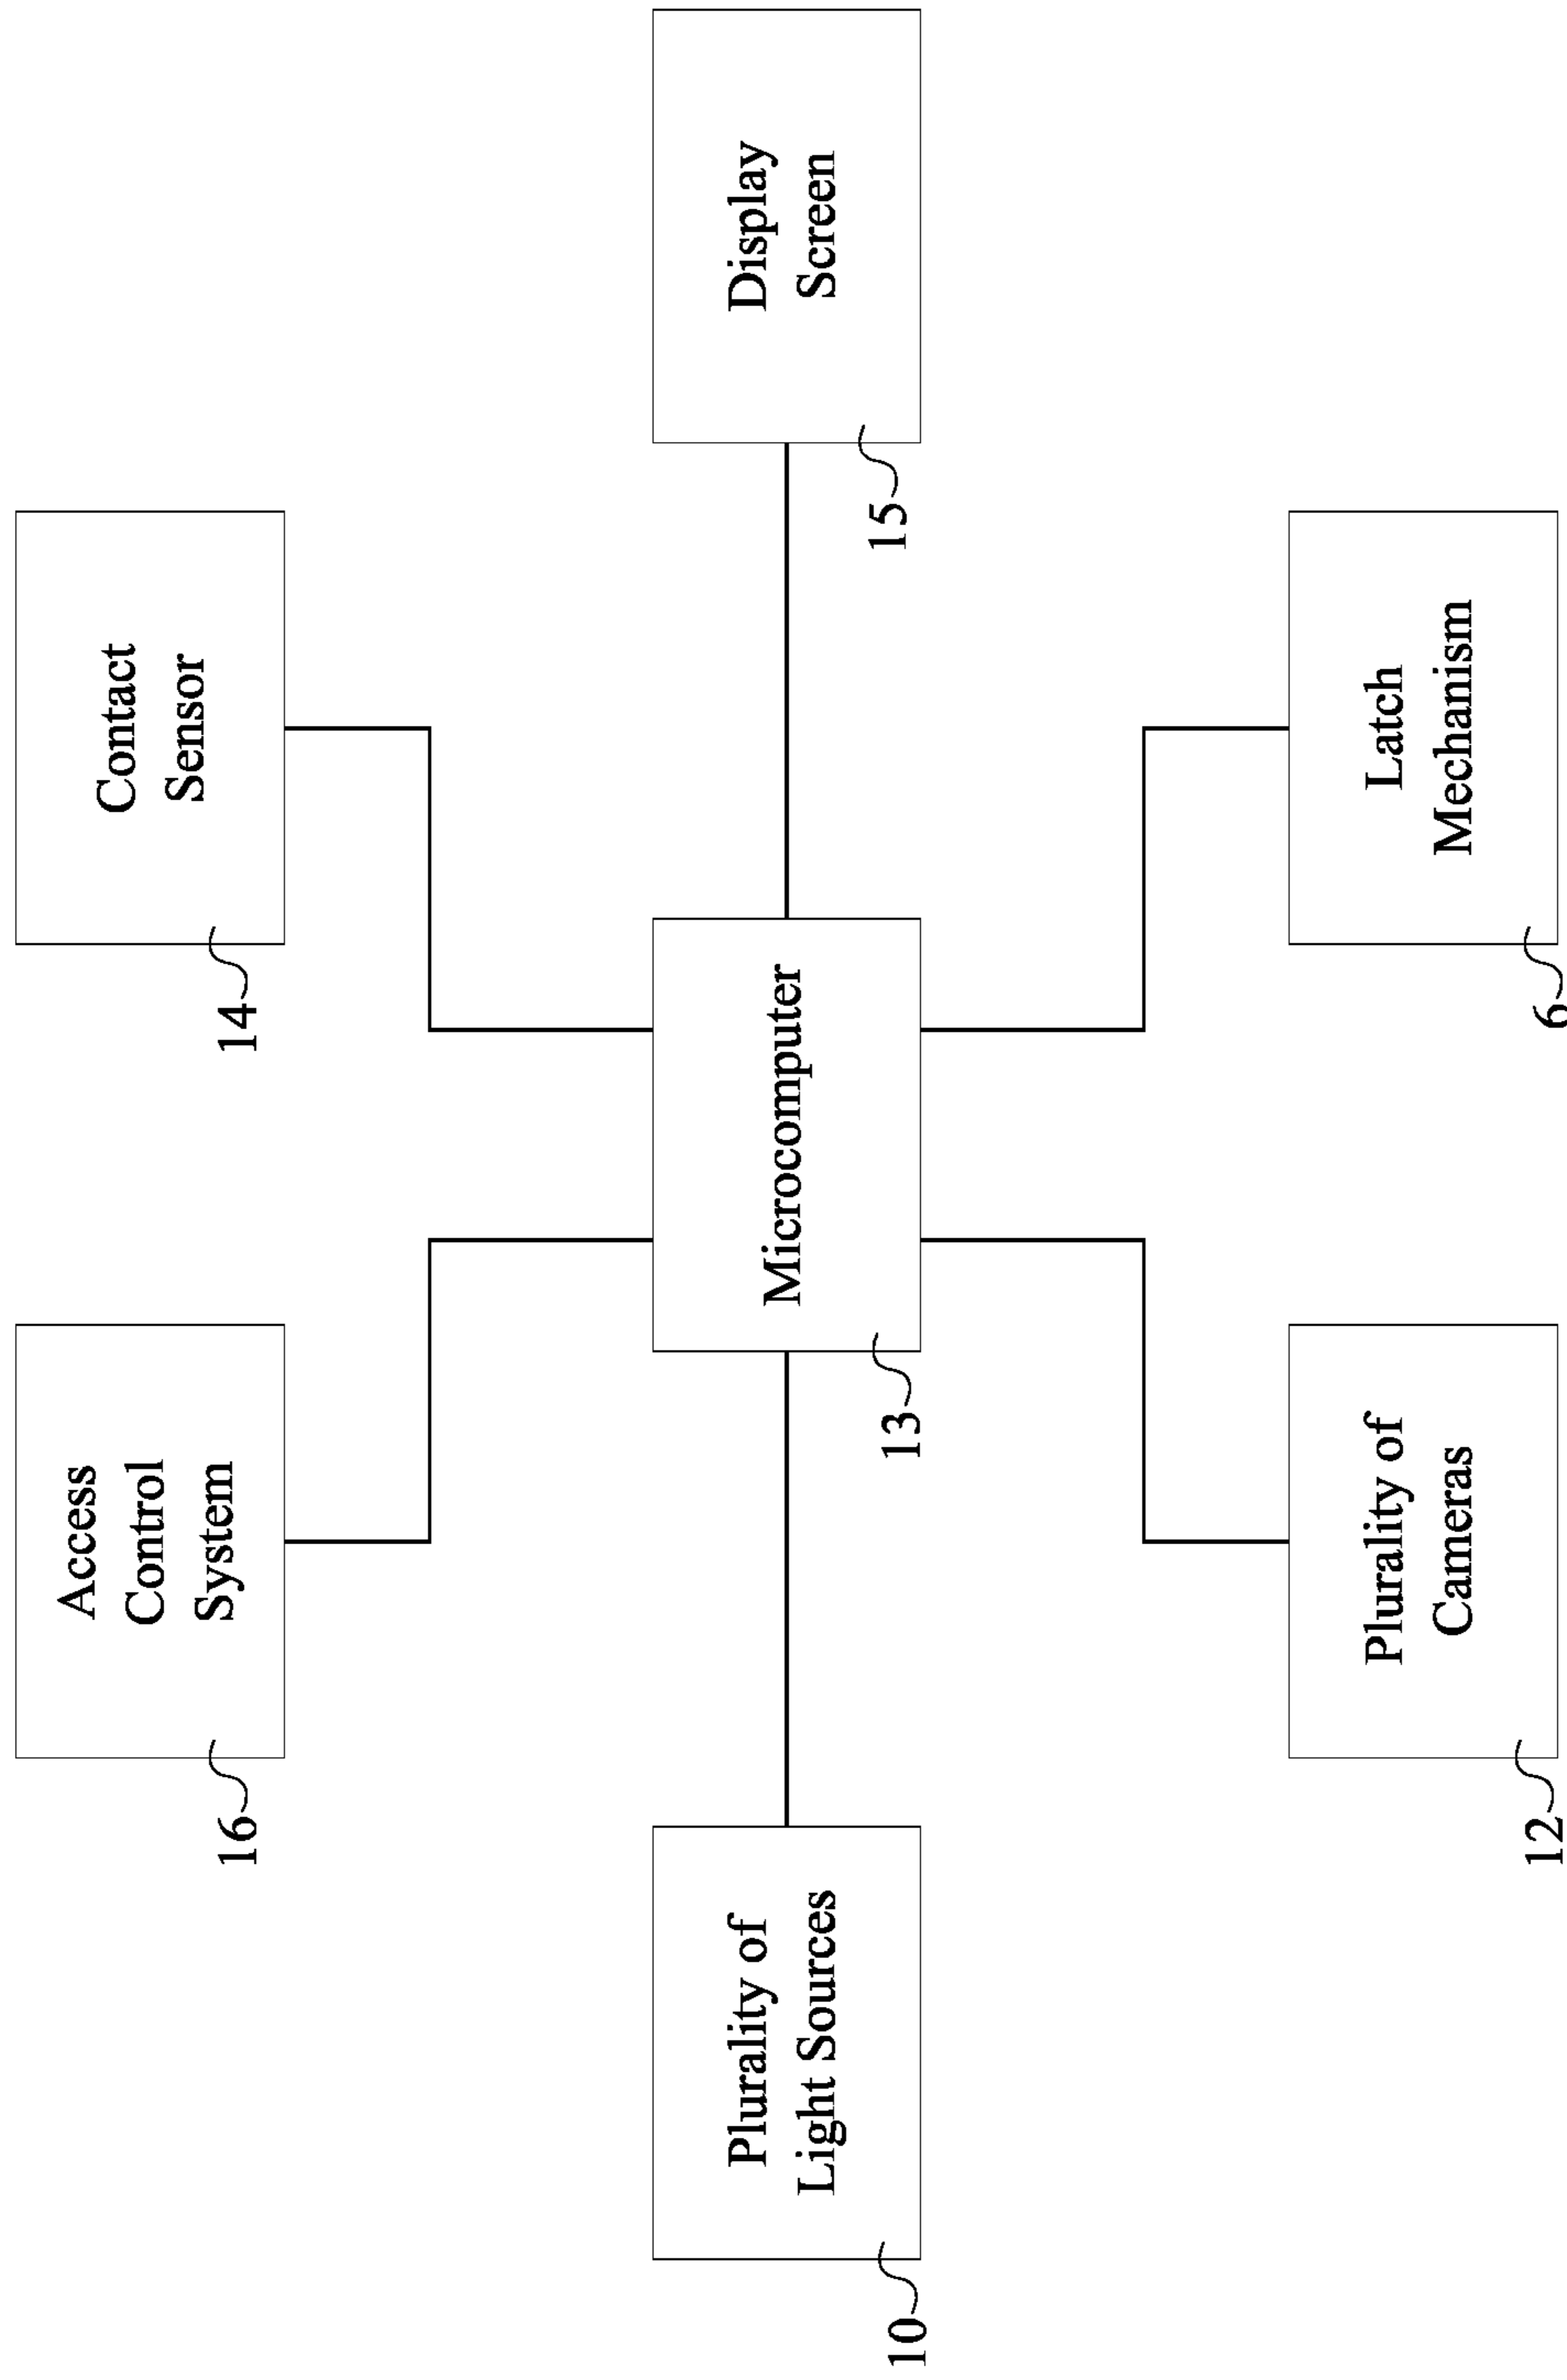 Access
Control
System
16
Contact
Sensor
14
Plurality of
Light Sources
10
Microcomputer
13
Display
Screen
15
Plurality of
Cameras
12
Latch
Mechanism
6